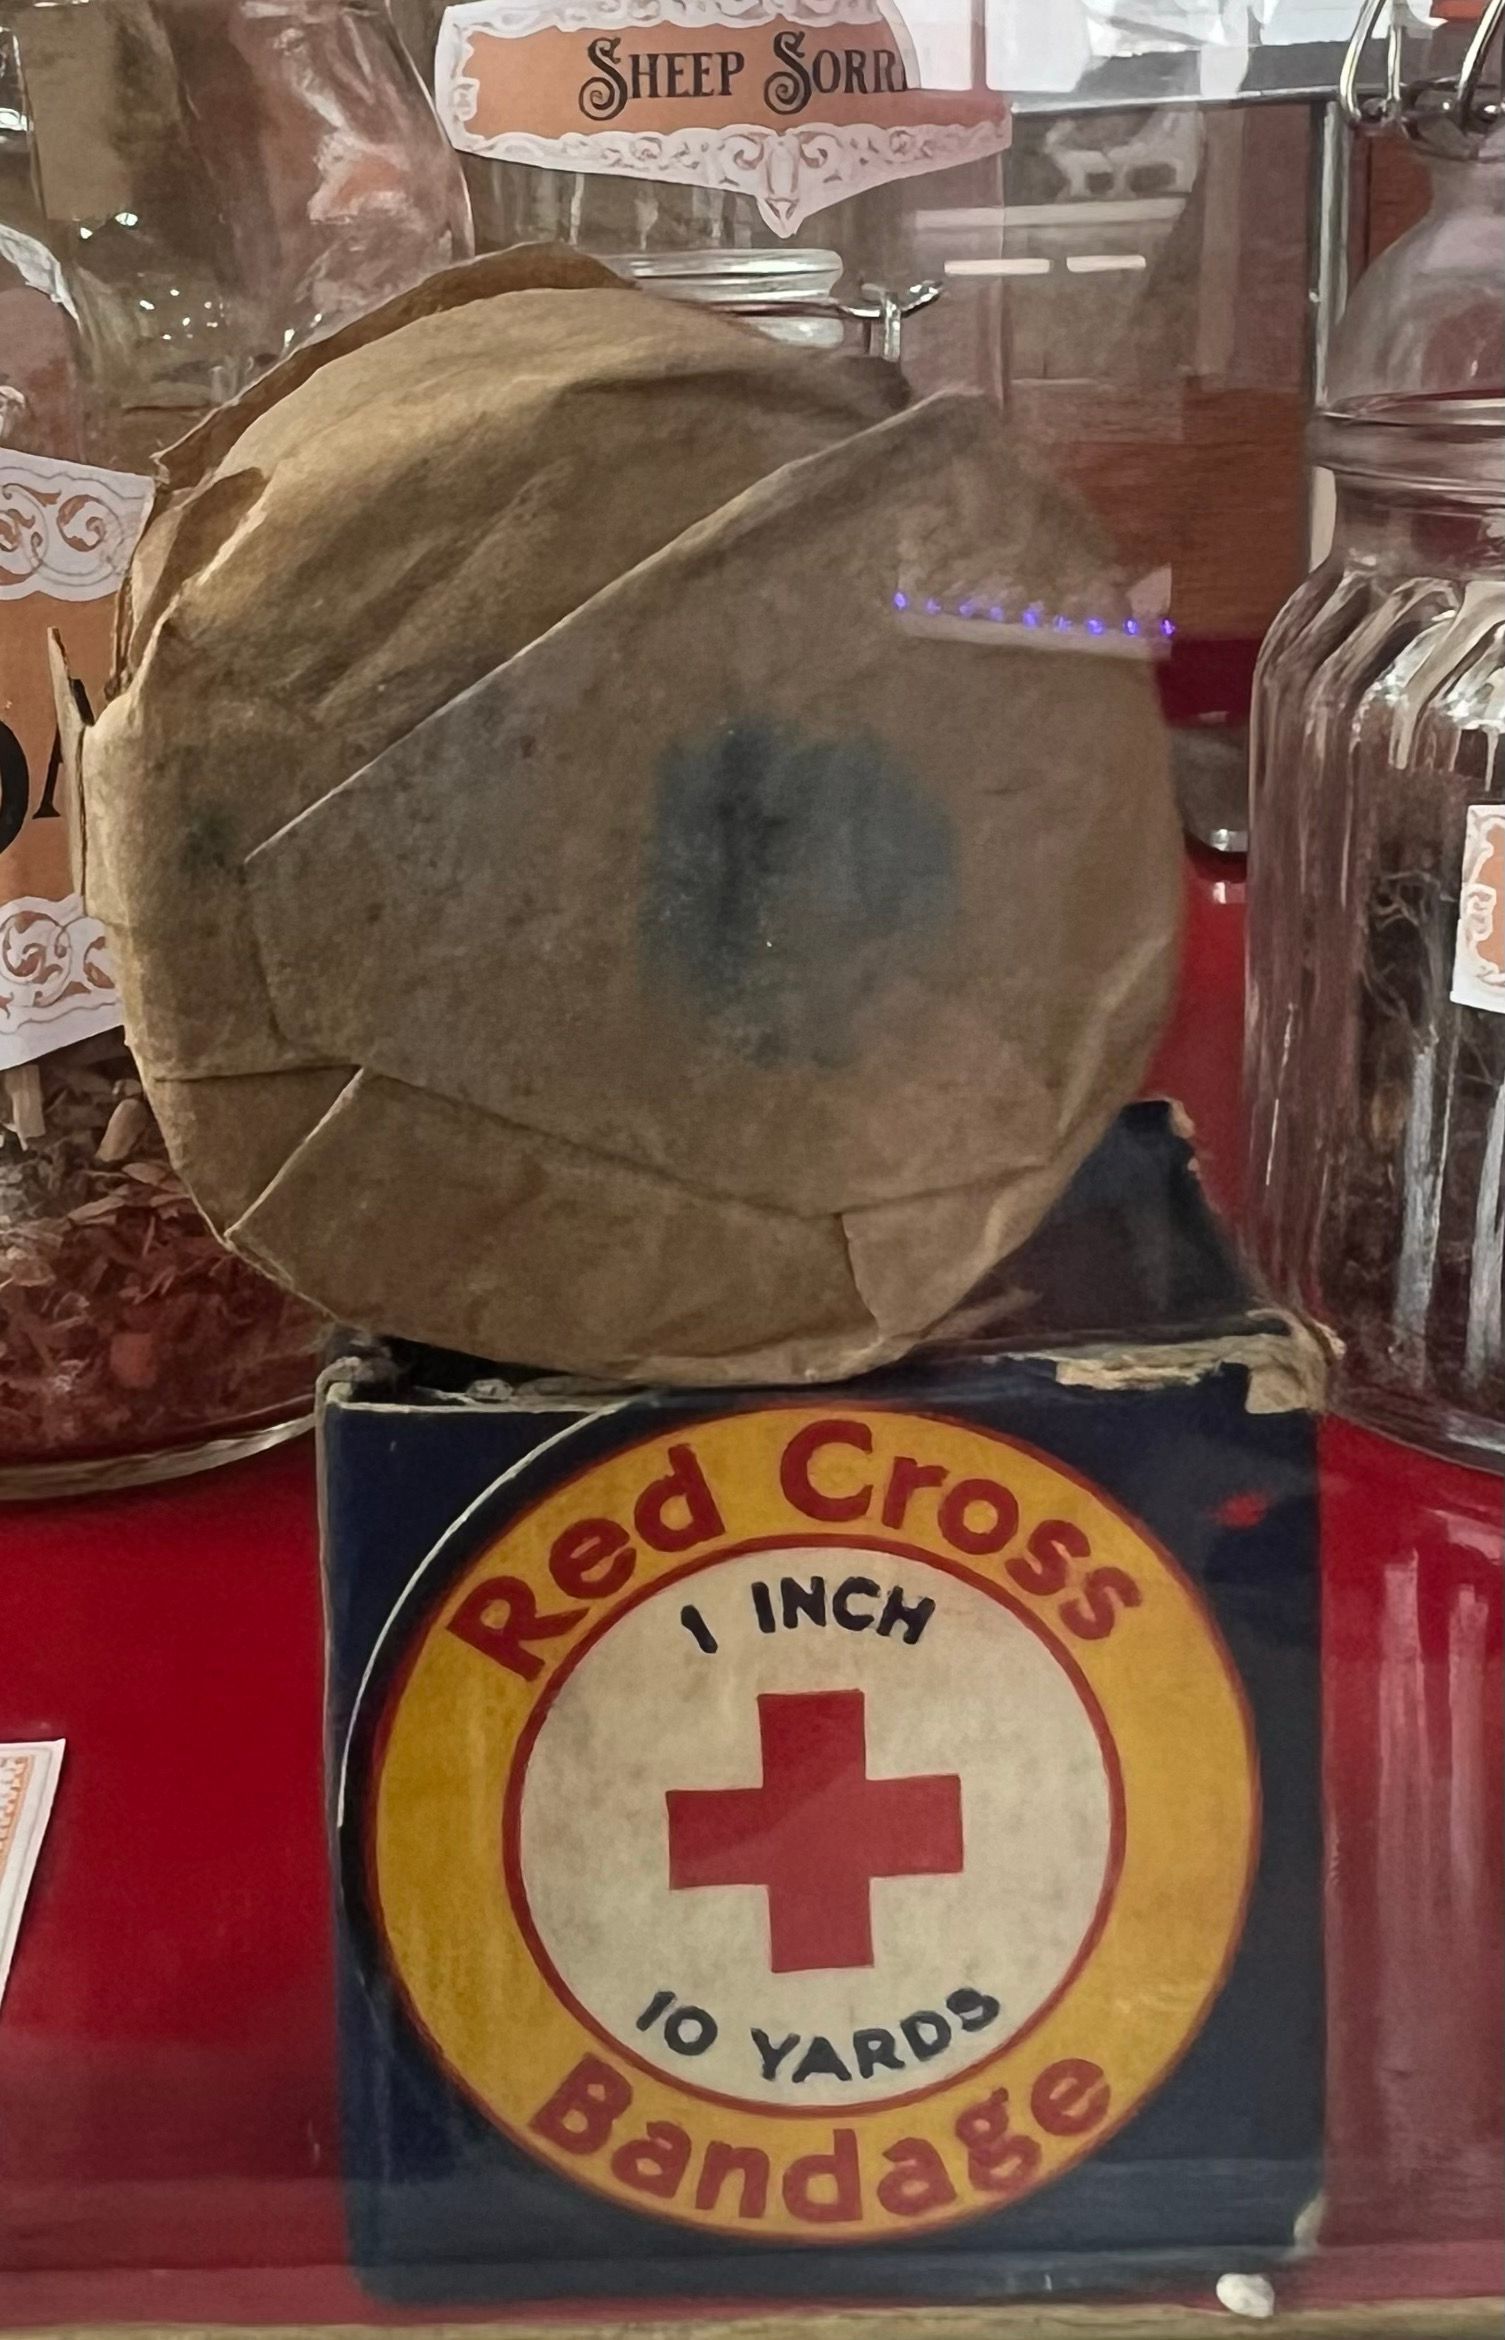 SHEEP SORR
Red Cross
1 INCH
10 YARDS
Bandage